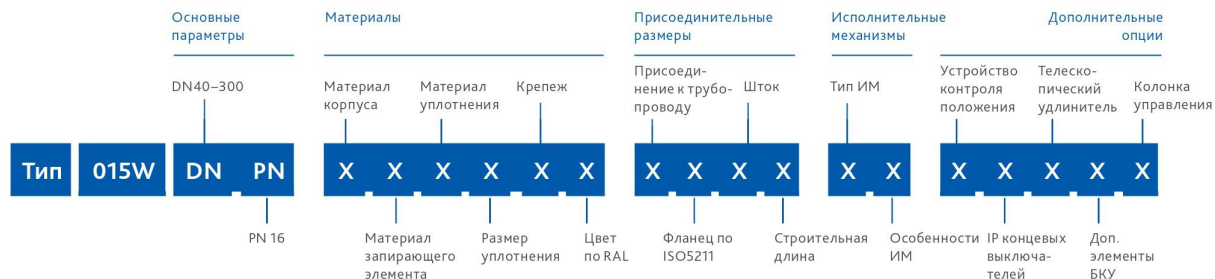 Основные
параметры
Материалы
Присоединительные
размеры
Исполнительные
механизмы
Дополнительные
опции
DN40–300
Материал
корпуса
Материал
уплотнения
Крепеж
Присоеди-
нение к трубо-
проводу
Шток
Тип ИМ
Устройство
контроля
положения
Телеско-
пический
удлинитель
Колонка
управления
Тип 015W DN PN X X X X X X X X X X X X X X X X X
PN 16
Материал
запирающего
элемента
Размер
уплотнения
Цвет
по RAL
Фланец по
ISO5211
Строительная
длина
Особенности
ИМ
IP концевых
выключа-
телей
Доп.
элементы
БКУ